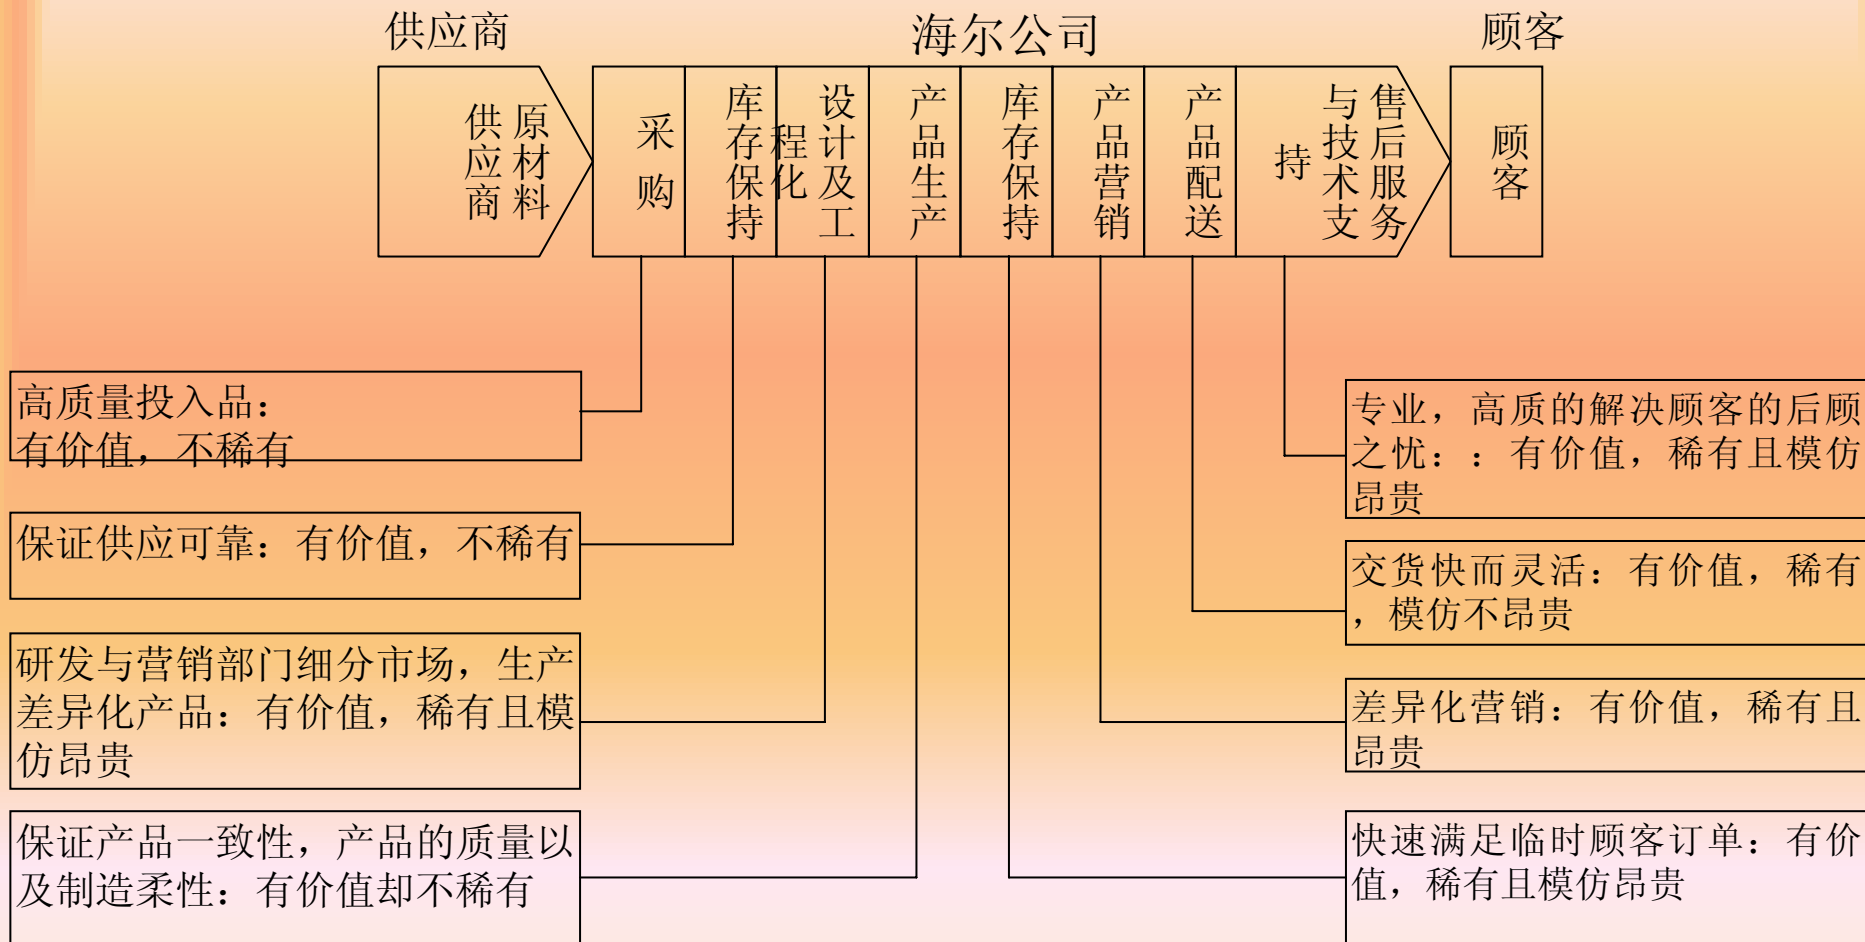 供应商
海尔公司
顾客
原材料
供应商
采购
库存保持
设计及工
程化
产品生产
库存保持
产品营销
产品配送
售后服务
与技术支
持
顾客
高质量投入品：
有价值，不稀有
保证供应可靠：有价值，不稀有
研发与营销部门细分市场，生产
差异化产品：有价值，稀有且模
仿昂贵
保证产品一致性，产品的质量以
及制造柔性：有价值却不稀有
专业，高质的解决顾客的后顾
之忧：：有价值，稀有且模仿
昂贵
交货快而灵活：有价值，稀有
，模仿不昂贵
差异化营销：有价值，稀有且
昂贵
快速满足临时顾客订单：有价
值，稀有且模仿昂贵